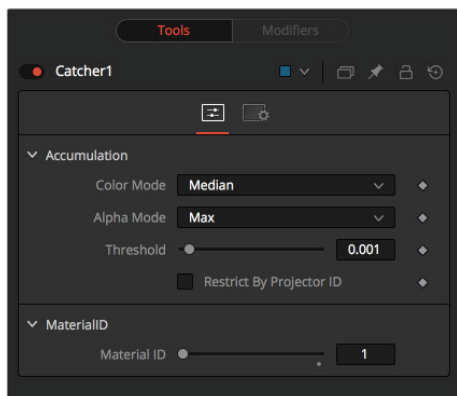 Tools Modifiers
Catcher1
Accumulation
Color Mode Median
Alpha Mode Max
Threshold 0.001
Restrict By Projector ID
MaterialID
Material ID 1